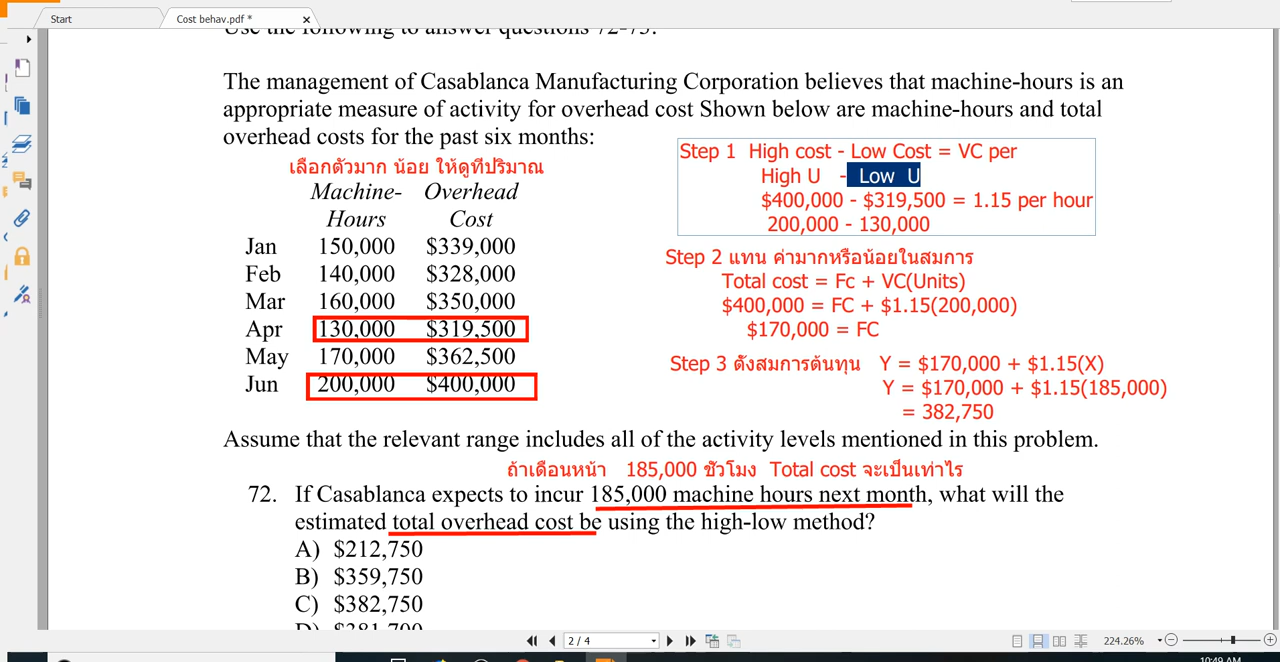 Start
Cost behav.pdf *
Use the following to answer questions 72-73:
The management of Casablanca Manufacturing Corporation believes that machine-hours is an
appropriate measure of activity for overhead cost Shown below are machine-hours and total
overhead costs for the past six months:
เลือกตัวมาก น้อย ให้ดูที่ปริมาณ
Machine- Overhead
Hours Cost
Jan 150,000 $339,000
Feb 140,000 $328,000
Mar 160,000 $350,000
Apr 130,000 $319,500
May 170,000 $362,500
Jun 200,000 $400,000
Step 1 High cost - Low Cost = VC per
High U - Low U
$400,000 - $319,500 = 1.15 per hour
200,000 - 130,000
Step 2 แทน ค่ามากหรือน้อยในสมการ
Total cost = Fc + VC(Units)
$400,000 = FC + $1.15(200,000)
$170,000 = FC
Step 3 ตั้งสมการต้นทุน Y = $170,000 + $1.15(X)
Y = $170,000 + $1.15(185,000)
= 382,750
Assume that the relevant range includes all of the activity levels mentioned in this problem.
ถ้าเดือนหน้า 185,000 ชั่วโมง Total cost จะเป็นเท่าไร
72. If Casablanca expects to incur 185,000 machine hours next month, what will the
estimated total overhead cost be using the high-low method?
A) $212,750
B) $359,750
C) $382,750
D) $381,700
2 / 4
224.26%
10:49 AM